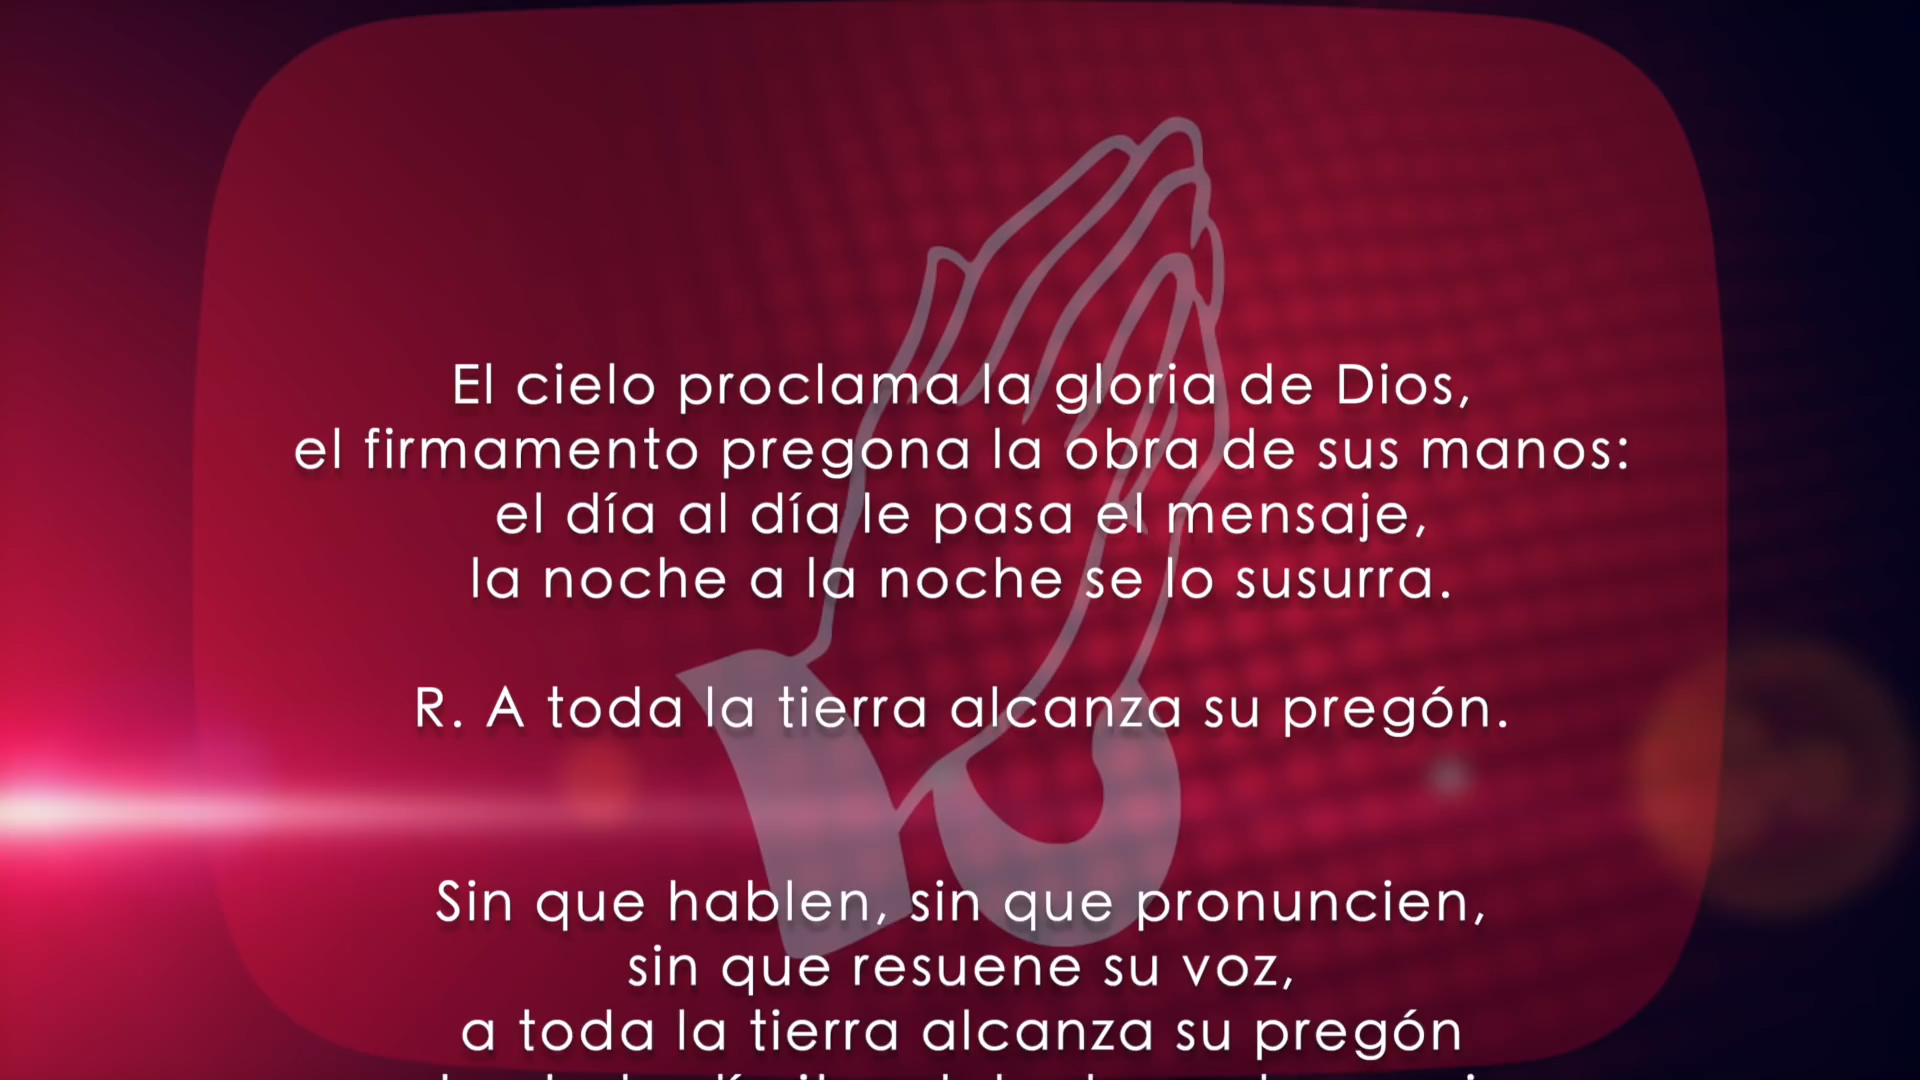 El cielo proclama la gloria de Dios,
el firmamento pregona la obra de sus manos:
el día al día le pasa el mensaje,
la noche a la noche se lo susurra.
R. A toda la tierra alcanza su pregón.
Sin que hablen, sin que pronuncien,
sin que resuene su voz,
a toda la tierra alcanza su pregón